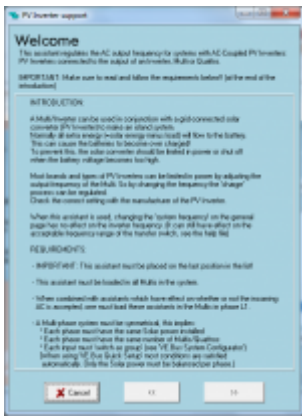 PV Inverter support
Welcome
This assistant regulates the AC output frequency for systems with AC Coupled PV Inverters.
PV Inverters connected to the output of an inverter, Multi or Quattro.
IMPORTANT: Make sure to read and follow the requirements below!! (at the end of the
introduction)
INTRODUCTION:
A Multi/Inverter can be used in conjunction with a grid connected solar
converter (PV Inverter) to make an island system.
Normally all extra energy (=solar energy minus load) will flow to the battery.
This can cause the batteries to become over charged!
To prevent this, the solar converter should be limited in power or shut off
when the battery voltage becomes too high.
Most brands and types of PV Inverters can be limited in power by adjusting the
output frequency of the Multi. So by changing the frequency the 'charge'
process can be regulated.
Check the correct setting with the manufacturer of the PV Inverter.
When this assistant is used, changing the 'system frequency' on the general
page has no effect on the inverter frequency. (It can still have effect on the
acceptable frequency range of the transfer switch, see the help file)
REQUIREMENTS:
- IMPORTANT: This assistant must be placed on the last position in the list
- This assistant must be loaded in all Multis in the system.
- When combined with assistants which have effect on whether or not the incoming
AC is accepted, one must load these assistants in the Multis in phase L1
- A Multi-phase system must be symmetrical, this implies:
* Each phase must have the same Solar power installed
* Each phase must have the same number of Multis/Quattros
* Each input must 'switch as group' (see 'VE.Bus System Configurator')
(when using 'VE.Bus Quick Setup' most conditions are satisfied
automatically. Only the Solar power must be balanced per phase.)
Cancel << >>